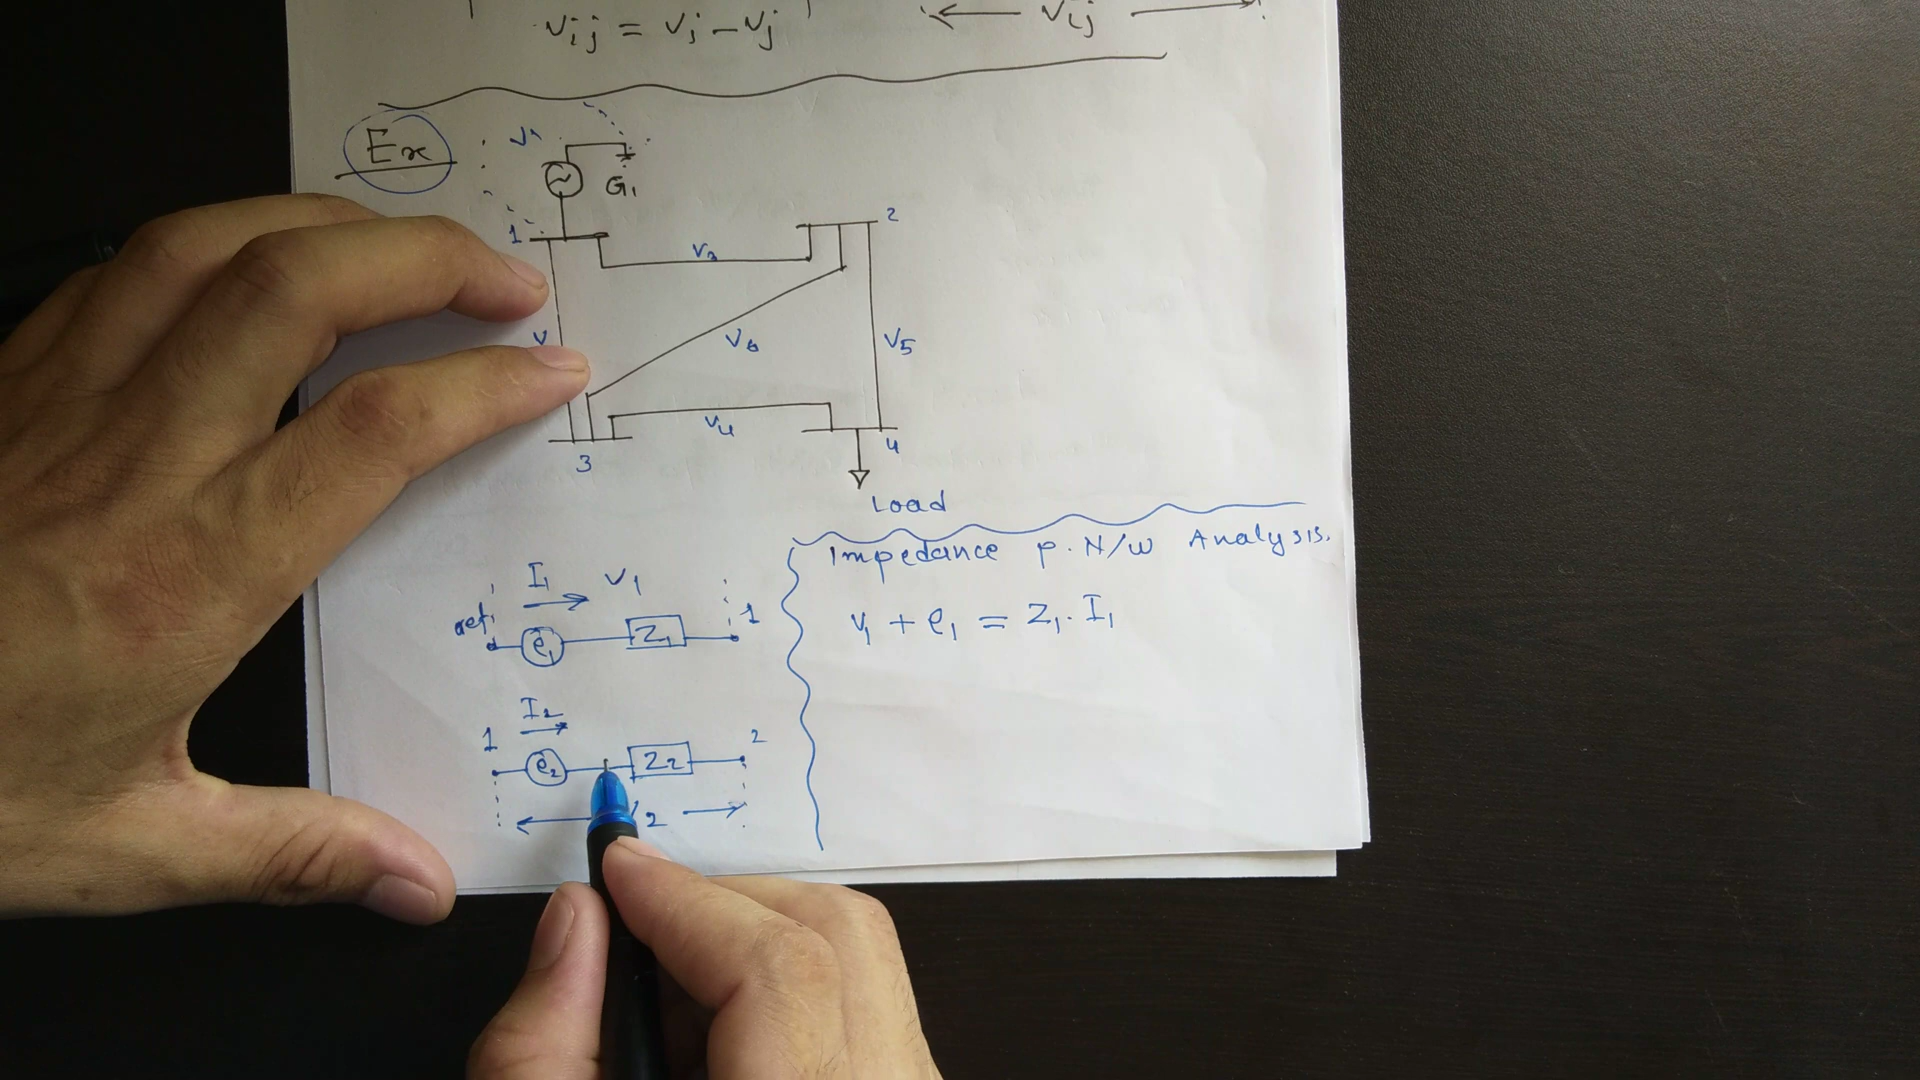 Vij = Vi - Vj
Vij
Ex
V1
G1
1
2
V2
V
V6
V5
V4
3
4
Load
Impedance p. N/W Analysis.
I1
V1
ref.
e1
Z1
1
V1 + e1 = Z1. I1
I2
1
e2
Z2
2
2